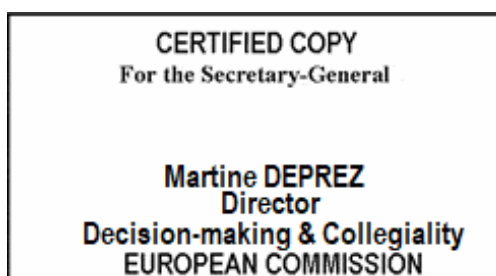 CERTIFIED COPY
For the Secretary-General
Martine DEPREZ
Director
Decision-making & Collegiality
EUROPEAN COMMISSION